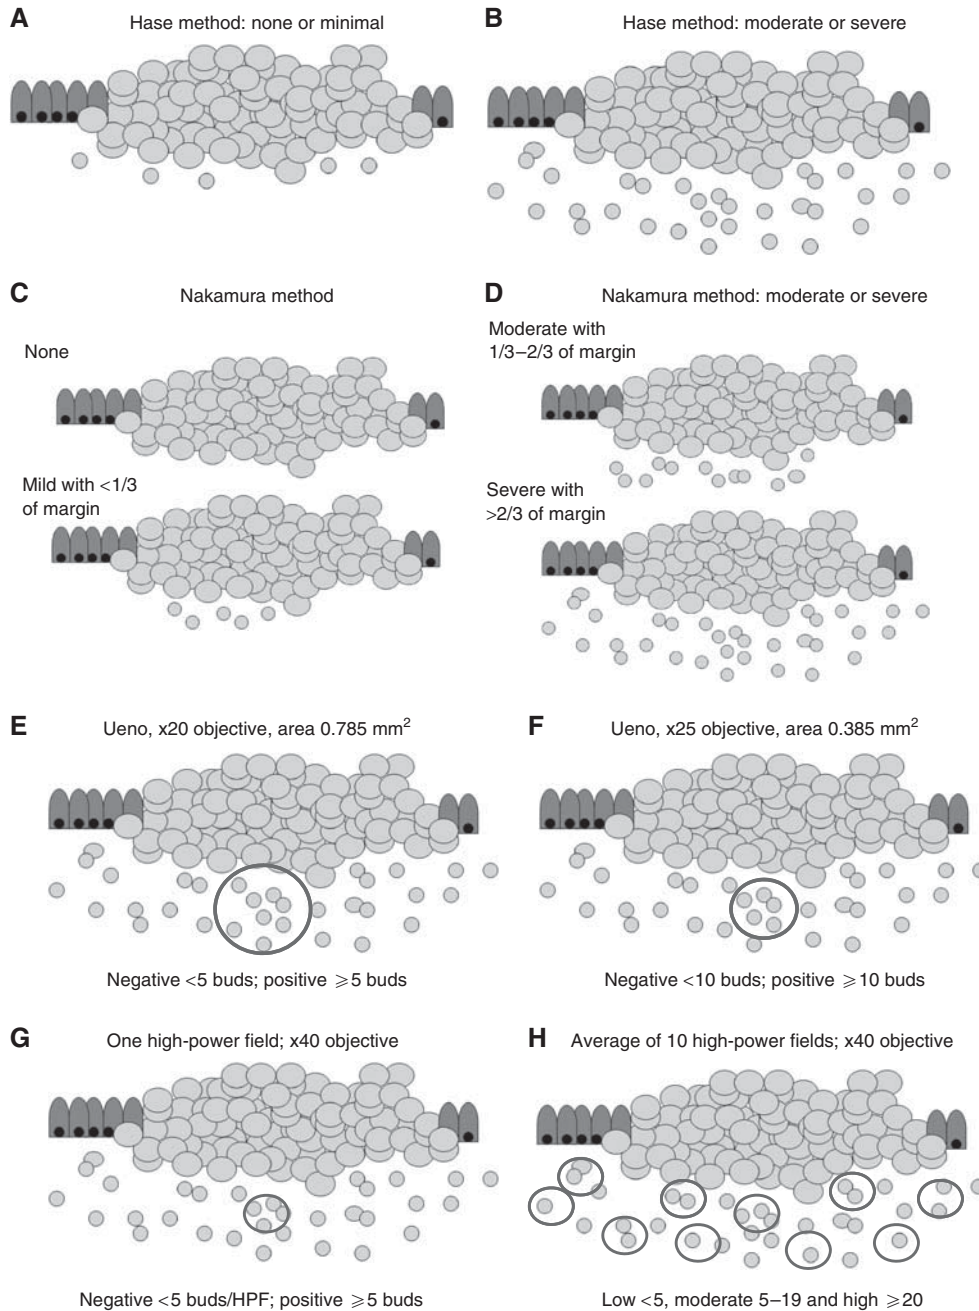 A
Hase method: none or minimal
B
Hase method: moderate or severe
C
Nakamura method
None
Mild with <1/3
of margin
D
Nakamura method: moderate or severe
Moderate with
1/3–2/3 of margin
Severe with
>2/3 of margin
E
Ueno, x20 objective, area 0.785 mm²
Negative <5 buds; positive ⩾5 buds
F
Ueno, x25 objective, area 0.385 mm²
Negative <10 buds; positive ⩾10 buds
G
One high-power field; x40 objective
Negative <5 buds/HPF; positive ⩾5 buds
H
Average of 10 high-power fields; x40 objective
Low <5, moderate 5–19 and high ⩾20